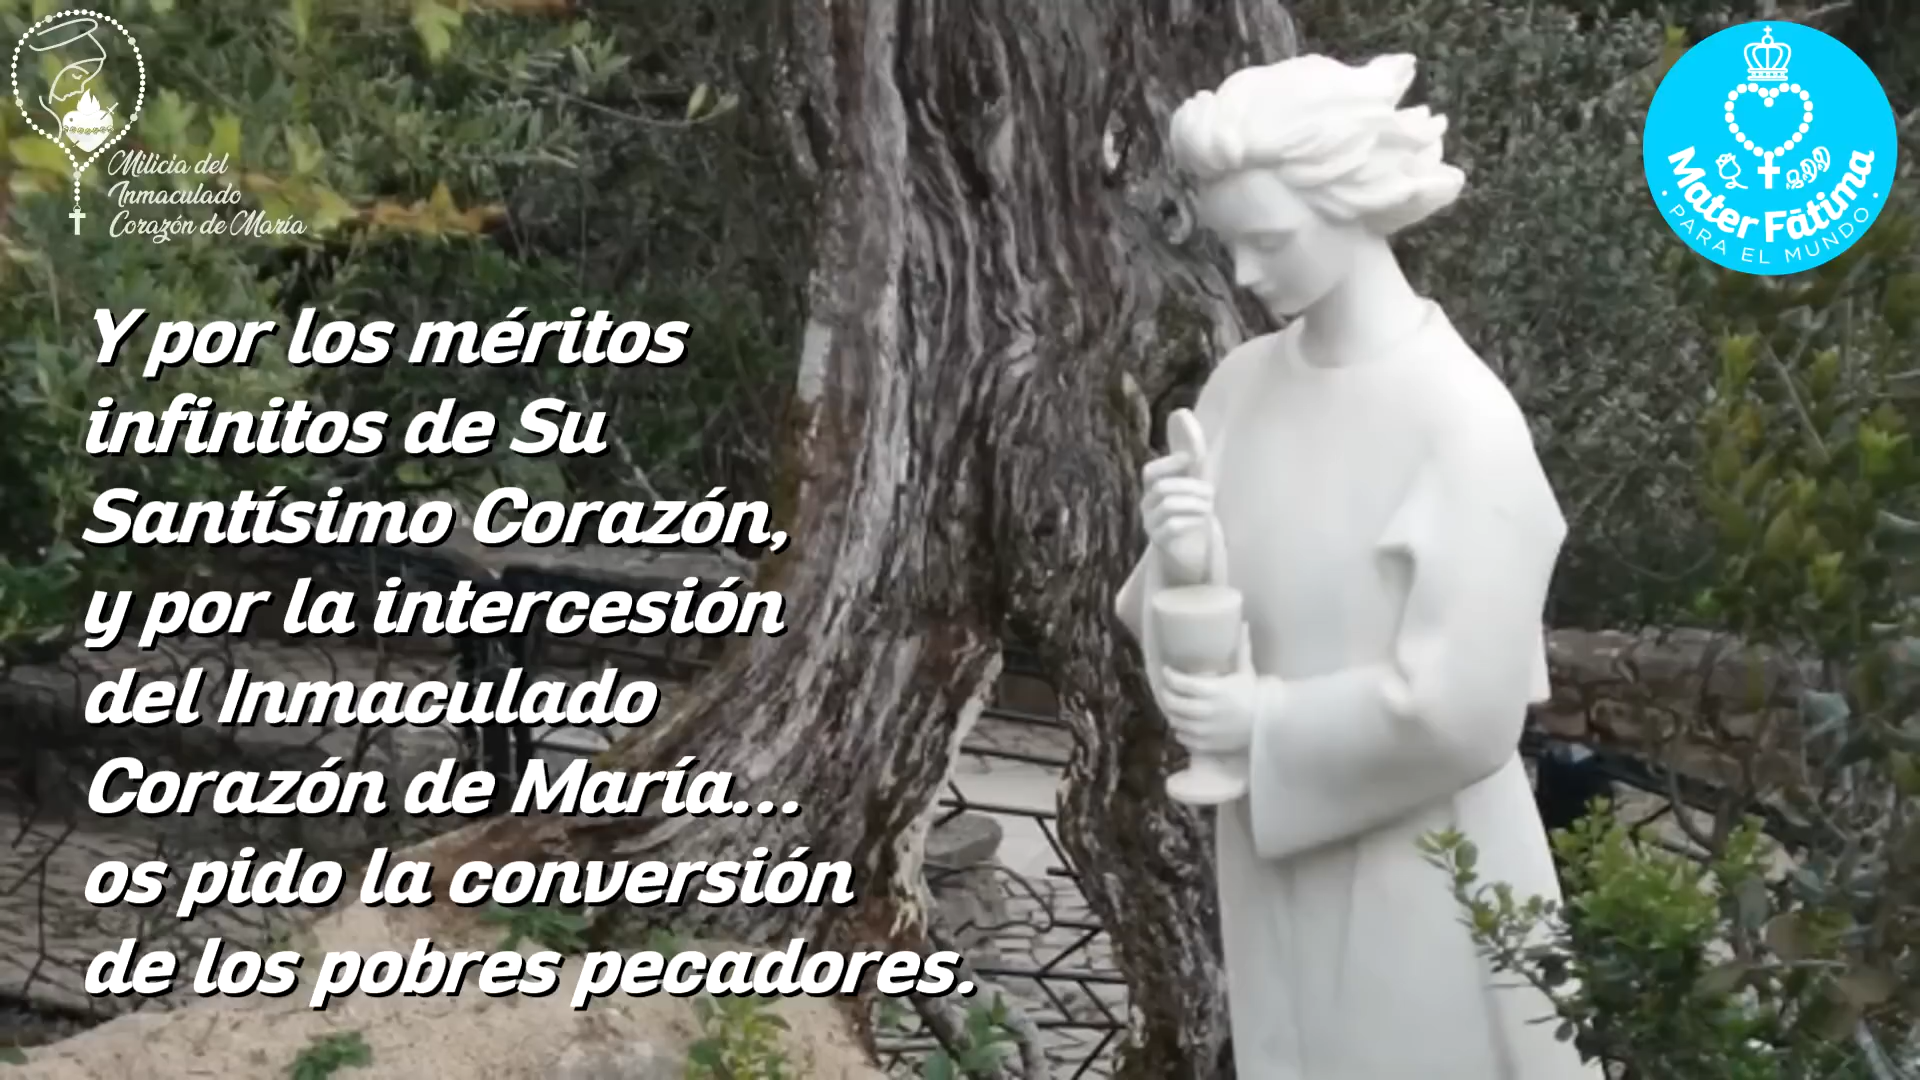 Milicia del
Inmaculado
Corazón de María
Mater Fátima
· PARA EL MUNDO ·
Y por los méritos
infinitos de Su
Santísimo Corazón,
y por la intercesión
del Inmaculado
Corazón de María...
os pido la conversión
de los pobres pecadores.